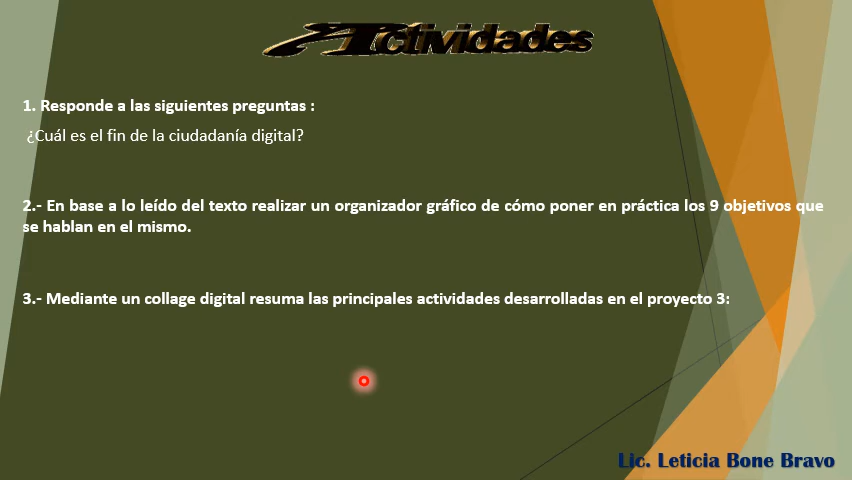 Actividades
1. Responde a las siguientes preguntas :
¿Cuál es el fin de la ciudadanía digital?
2.- En base a lo leído del texto realizar un organizador gráfico de cómo poner en práctica los 9 objetivos que
se hablan en el mismo.
3.- Mediante un collage digital resuma las principales actividades desarrolladas en el proyecto 3:
Lic. Leticia Bone Bravo